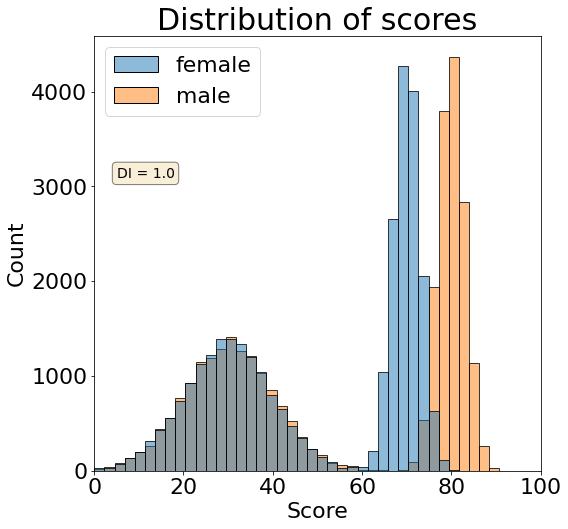 Distribution of scores
female
male
DI = 1.0
Count
4000
3000
2000
1000
0
0 20 40 60 80 100
Score